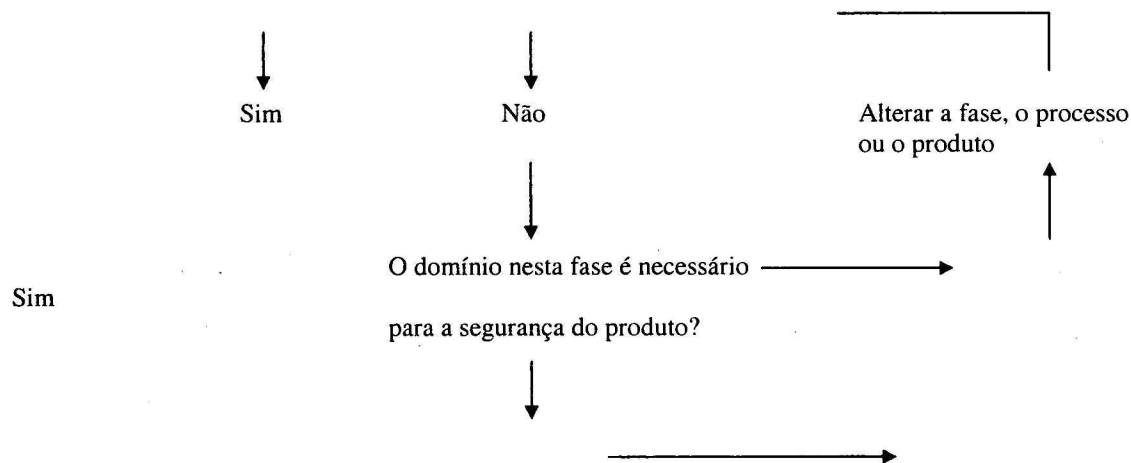 Sim
Não
Alterar a fase, o processo
ou o produto
O domínio nesta fase é necessário
Sim
para a segurança do produto?